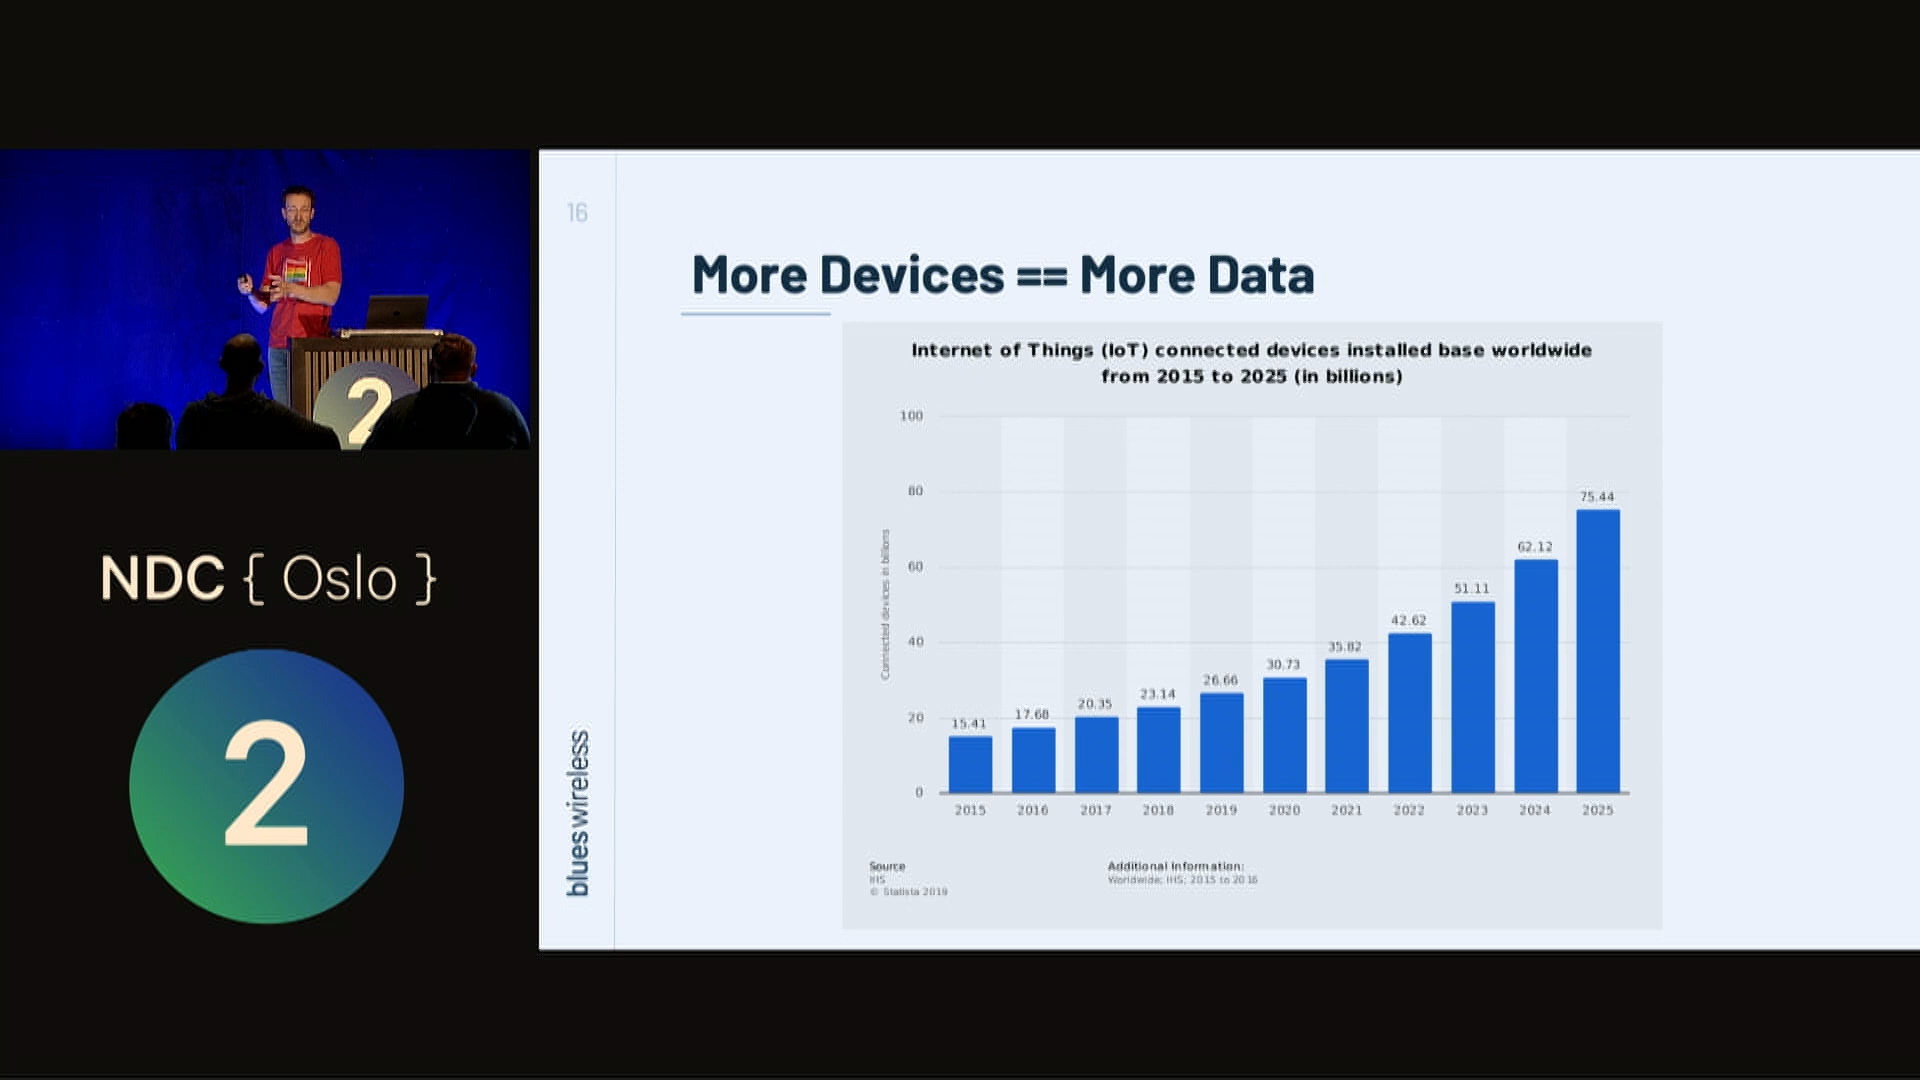 16
More Devices == More Data
Internet of Things (IoT) connected devices installed base worldwide
from 2015 to 2025 (in billions)
Connected devices in billions
100
80
60
40
20
0
15.41
17.68
20.35
23.14
26.66
30.73
35.82
42.62
51.11
62.12
75.44
2015
2016
2017
2018
2019
2020
2021
2022
2023
2024
2025
Source
IHS
© Statista 2019
Additional Information:
Worldwide; IHS; 2015 to 2016
blues wireless
2
NDC { Oslo }
2